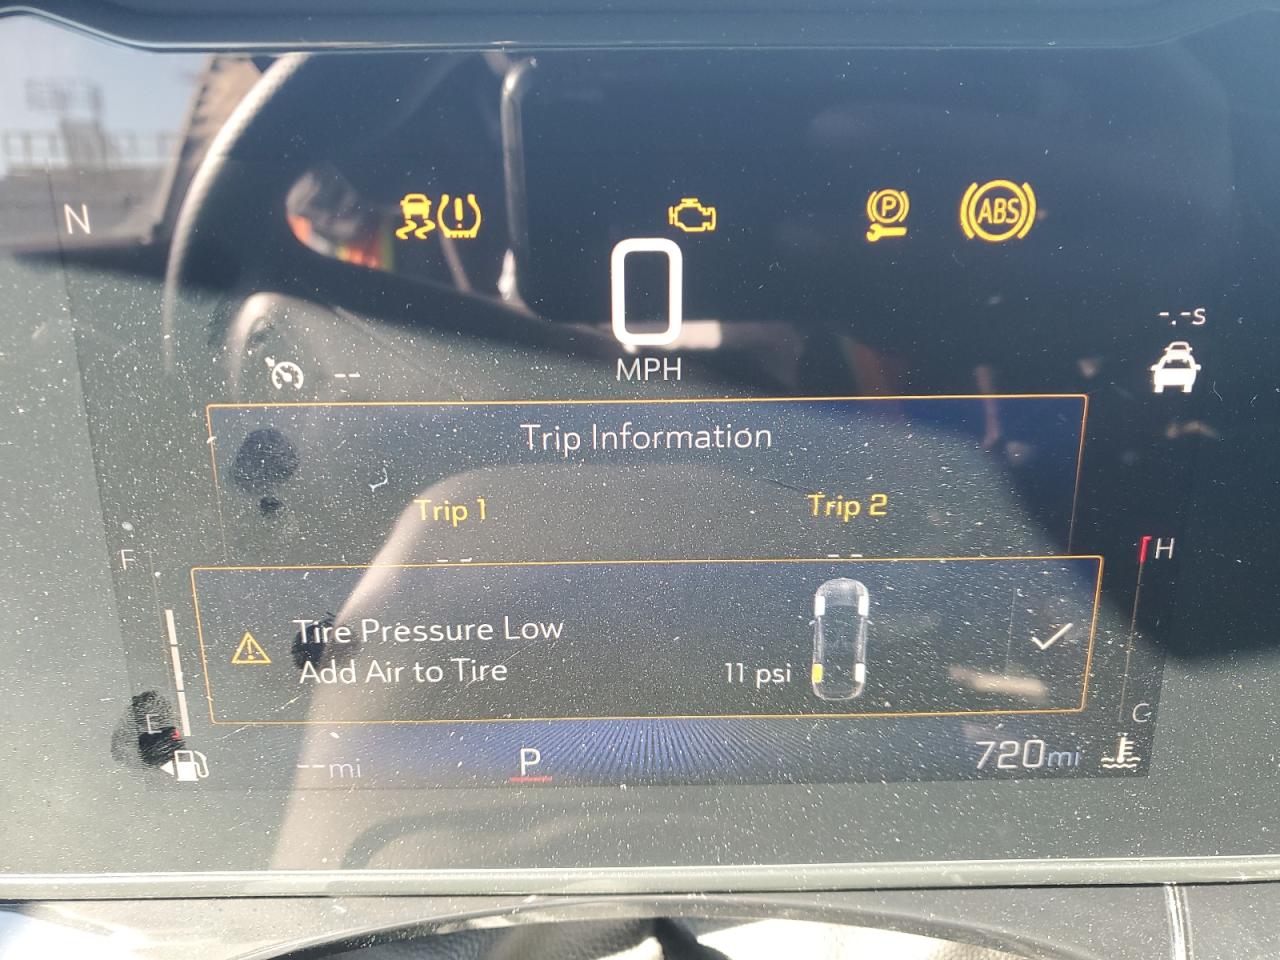 N
P
ABS
0
MPH
--
-.-s
Trip Information
Trip 1
Trip 2
-- --
F
H
Tire Pressure Low
Add Air to Tire
11 psi
E
C
--mi
P
720mi